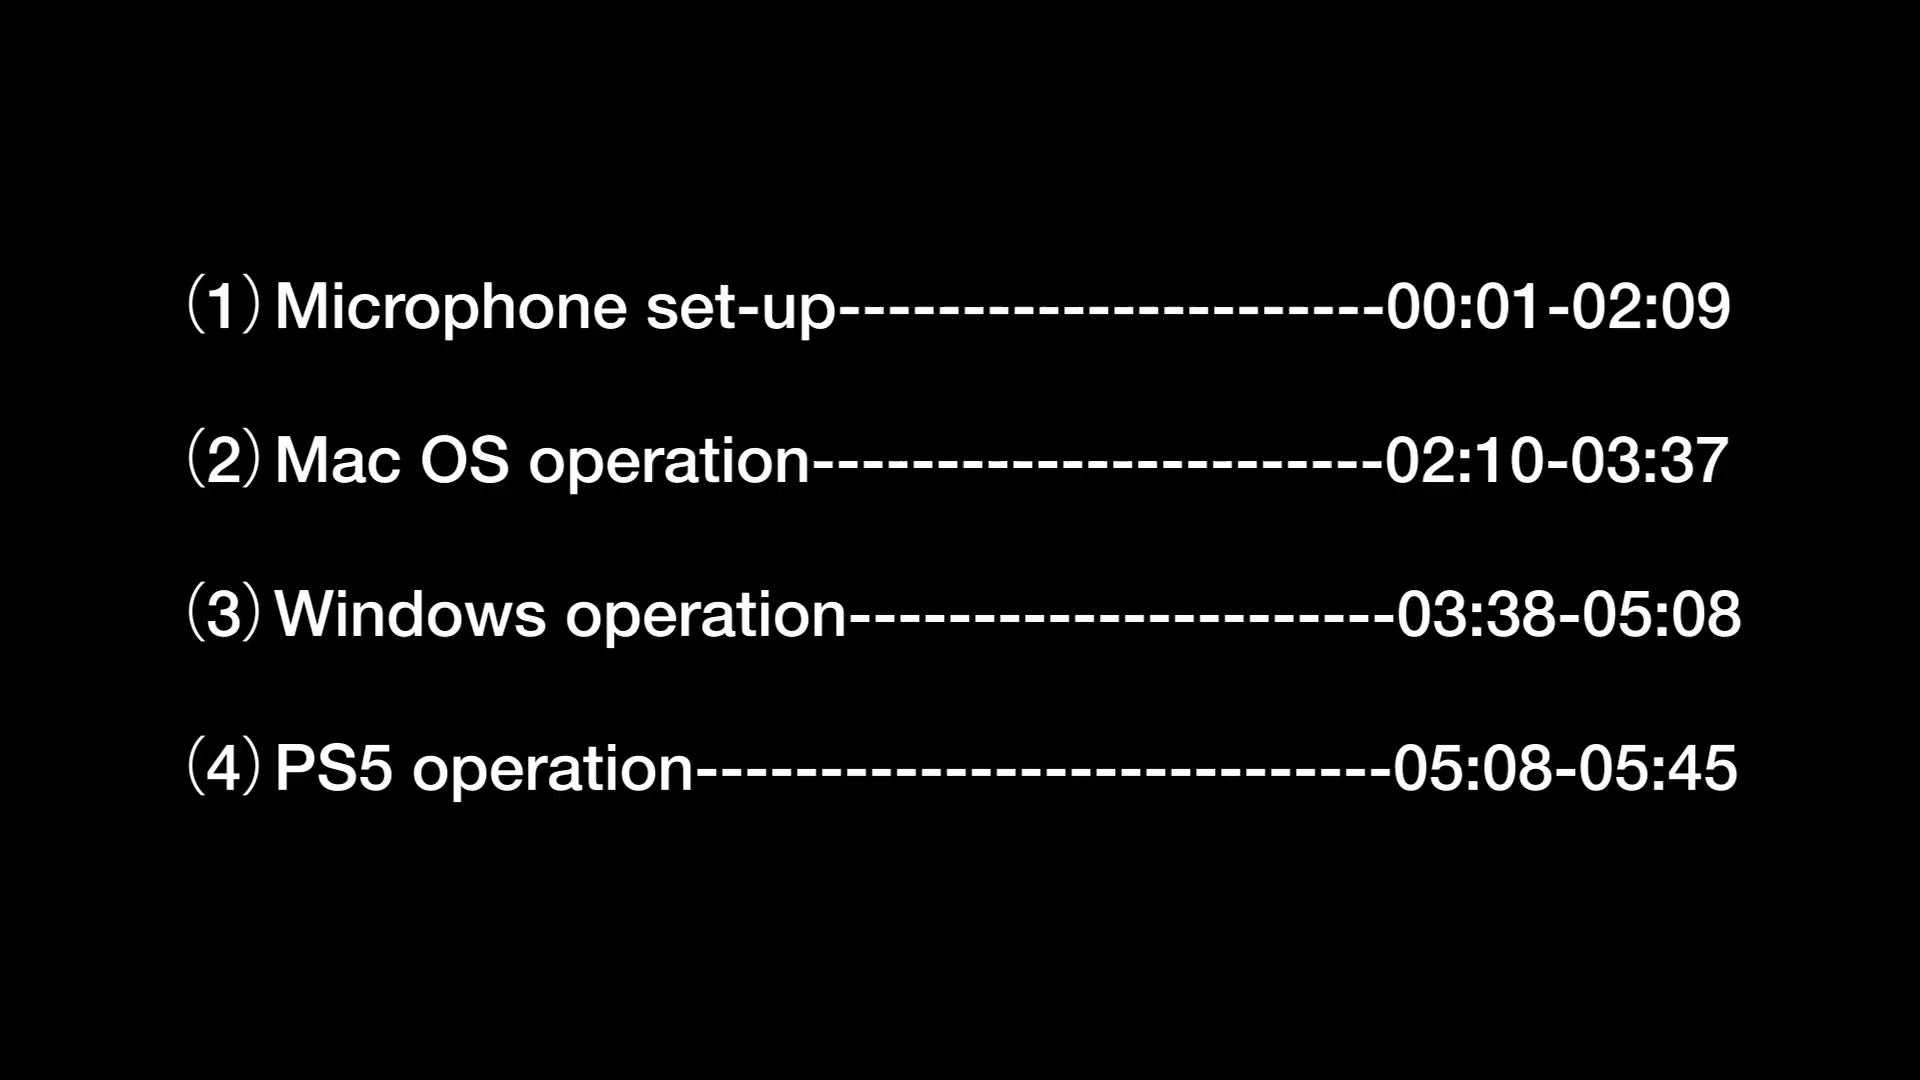 (1) Microphone set-up----------------------00:01-02:09
(2) Mac OS operation-----------------------02:10-03:37
(3) Windows operation----------------------03:38-05:08
(4) PS5 operation----------------------------05:08-05:45